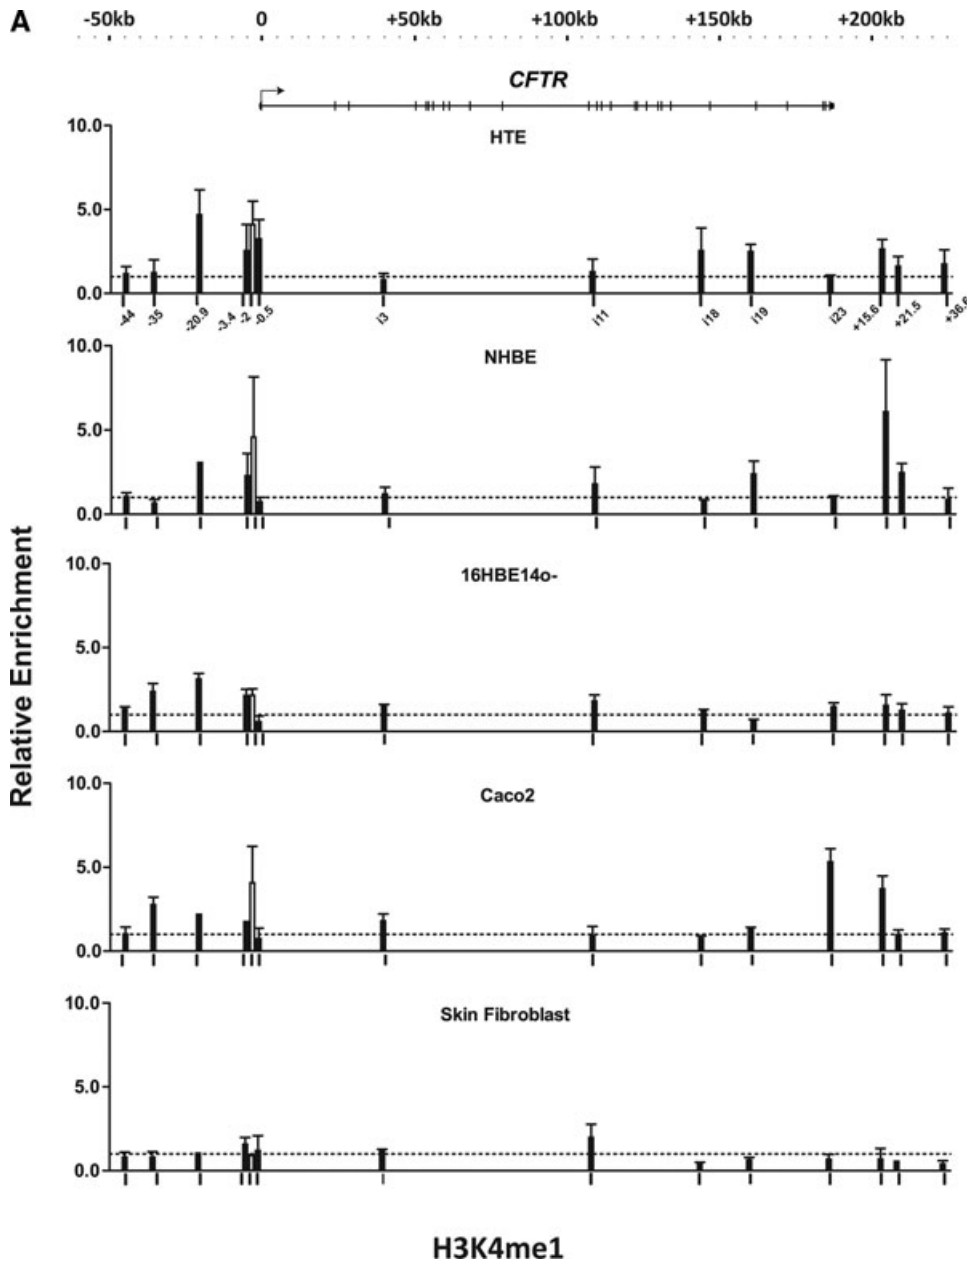 A
-50kb 0 +50kb +100kb +150kb +200kb
CFTR
HTE
10.0
5.0
0.0
-44 -35 -20.9 -3.4 -2 -0.5 i3 i11 i18 i19 i23 +15.6 +21.5 +36.6
NHBE
10.0
5.0
0.0
16HBE14o-
10.0
5.0
0.0
Caco2
10.0
5.0
0.0
Skin Fibroblast
10.0
5.0
0.0
Relative Enrichment
H3K4me1